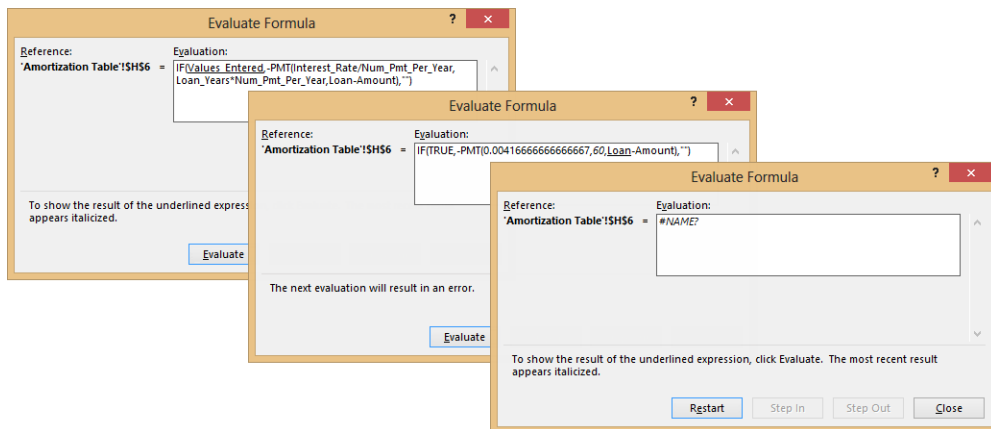 Evaluate Formula
?
×
Reference:
Evaluation:
'Amortization Table'!$H$6 = IF(Values_Entered,-PMT(Interest_Rate/Num_Pmt_Per_Year,
Loan_Years*Num_Pmt_Per_Year,Loan-Amount),"")
To show the result of the underlined express
appears italicized.
Evaluate
Evaluate Formula
?
×
Reference:
Evaluation:
'Amortization Table'!$H$6 = IF(TRUE,-PMT(0.00416666666666667,60,Loan-Amount),"")
The next evaluation will result in an error.
Evaluate
Evaluate Formula
?
×
Reference:
Evaluation:
'Amortization Table'!$H$6 = #NAME?
To show the result of the underlined expression, click Evaluate. The most recent result
appears italicized.
Restart
Step In
Step Out
Close